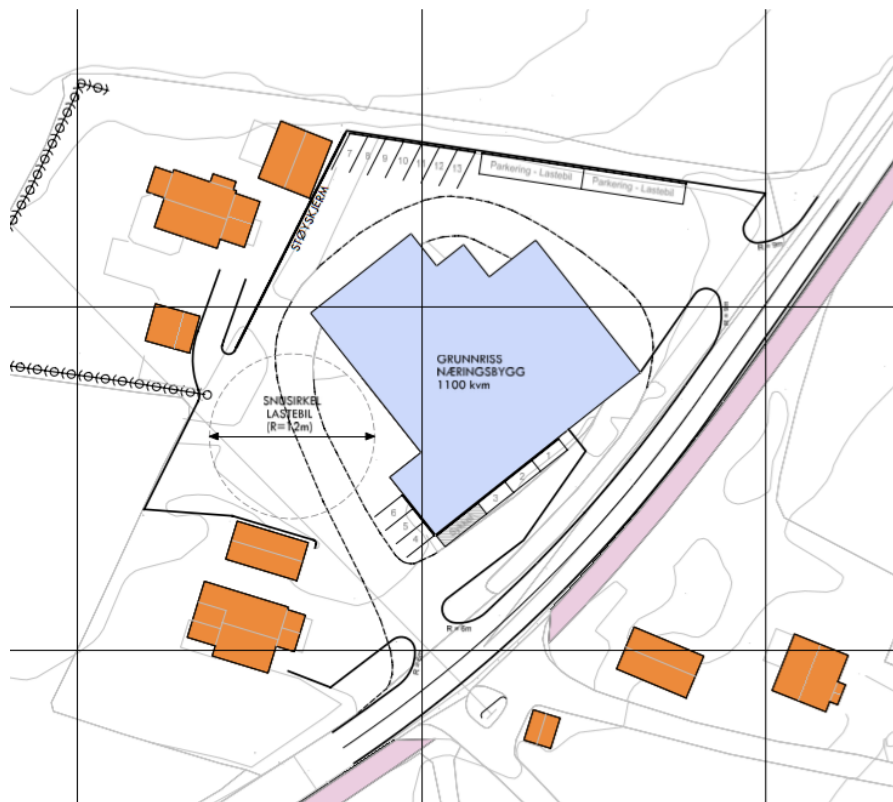 7
8
9
10
11
12
13
Parkering - Lastebil
Parkering - Lastebil
STØYSKJERM
R = 9m
GRUNNRISS
NÆRINGSBYGG
1100 kvm
SNUSIRKEL
LASTEBIL
(R=12m)
1
2
3
6
5
4
R = 6m